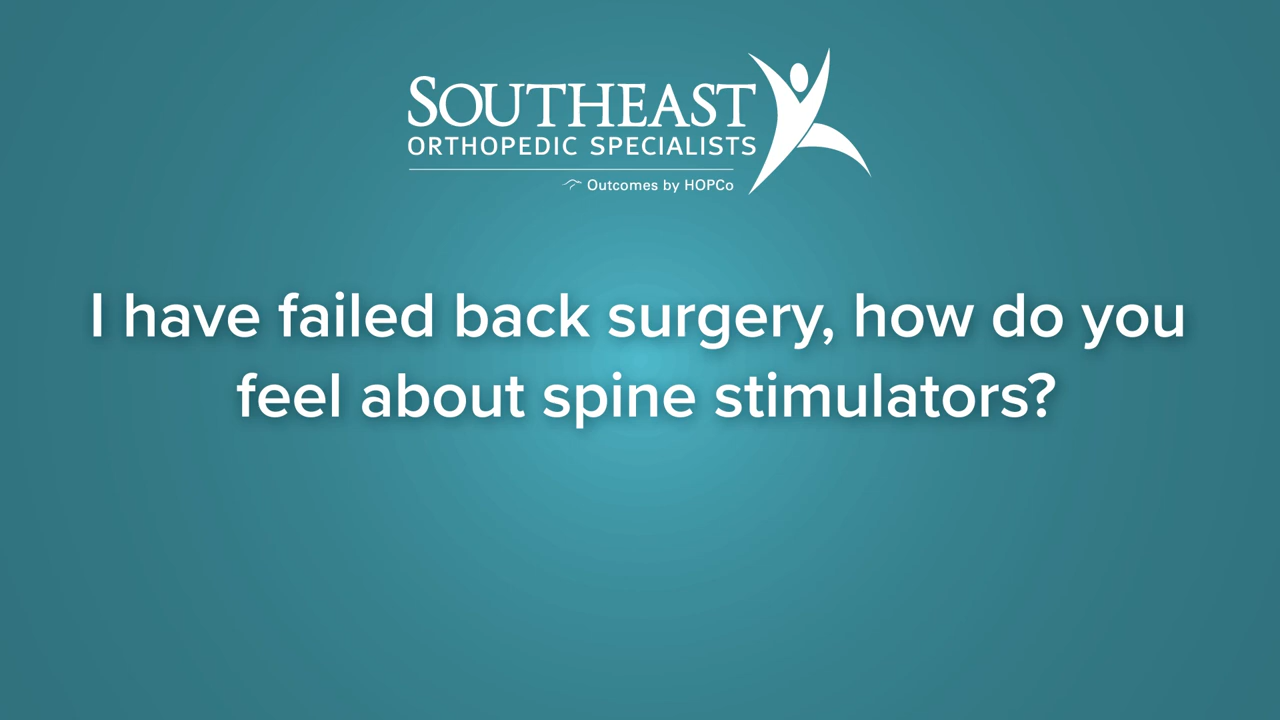 SOUTHEAST
ORTHOPEDIC SPECIALISTS
Outcomes by HOPCo
I have failed back surgery, how do you
feel about spine stimulators?